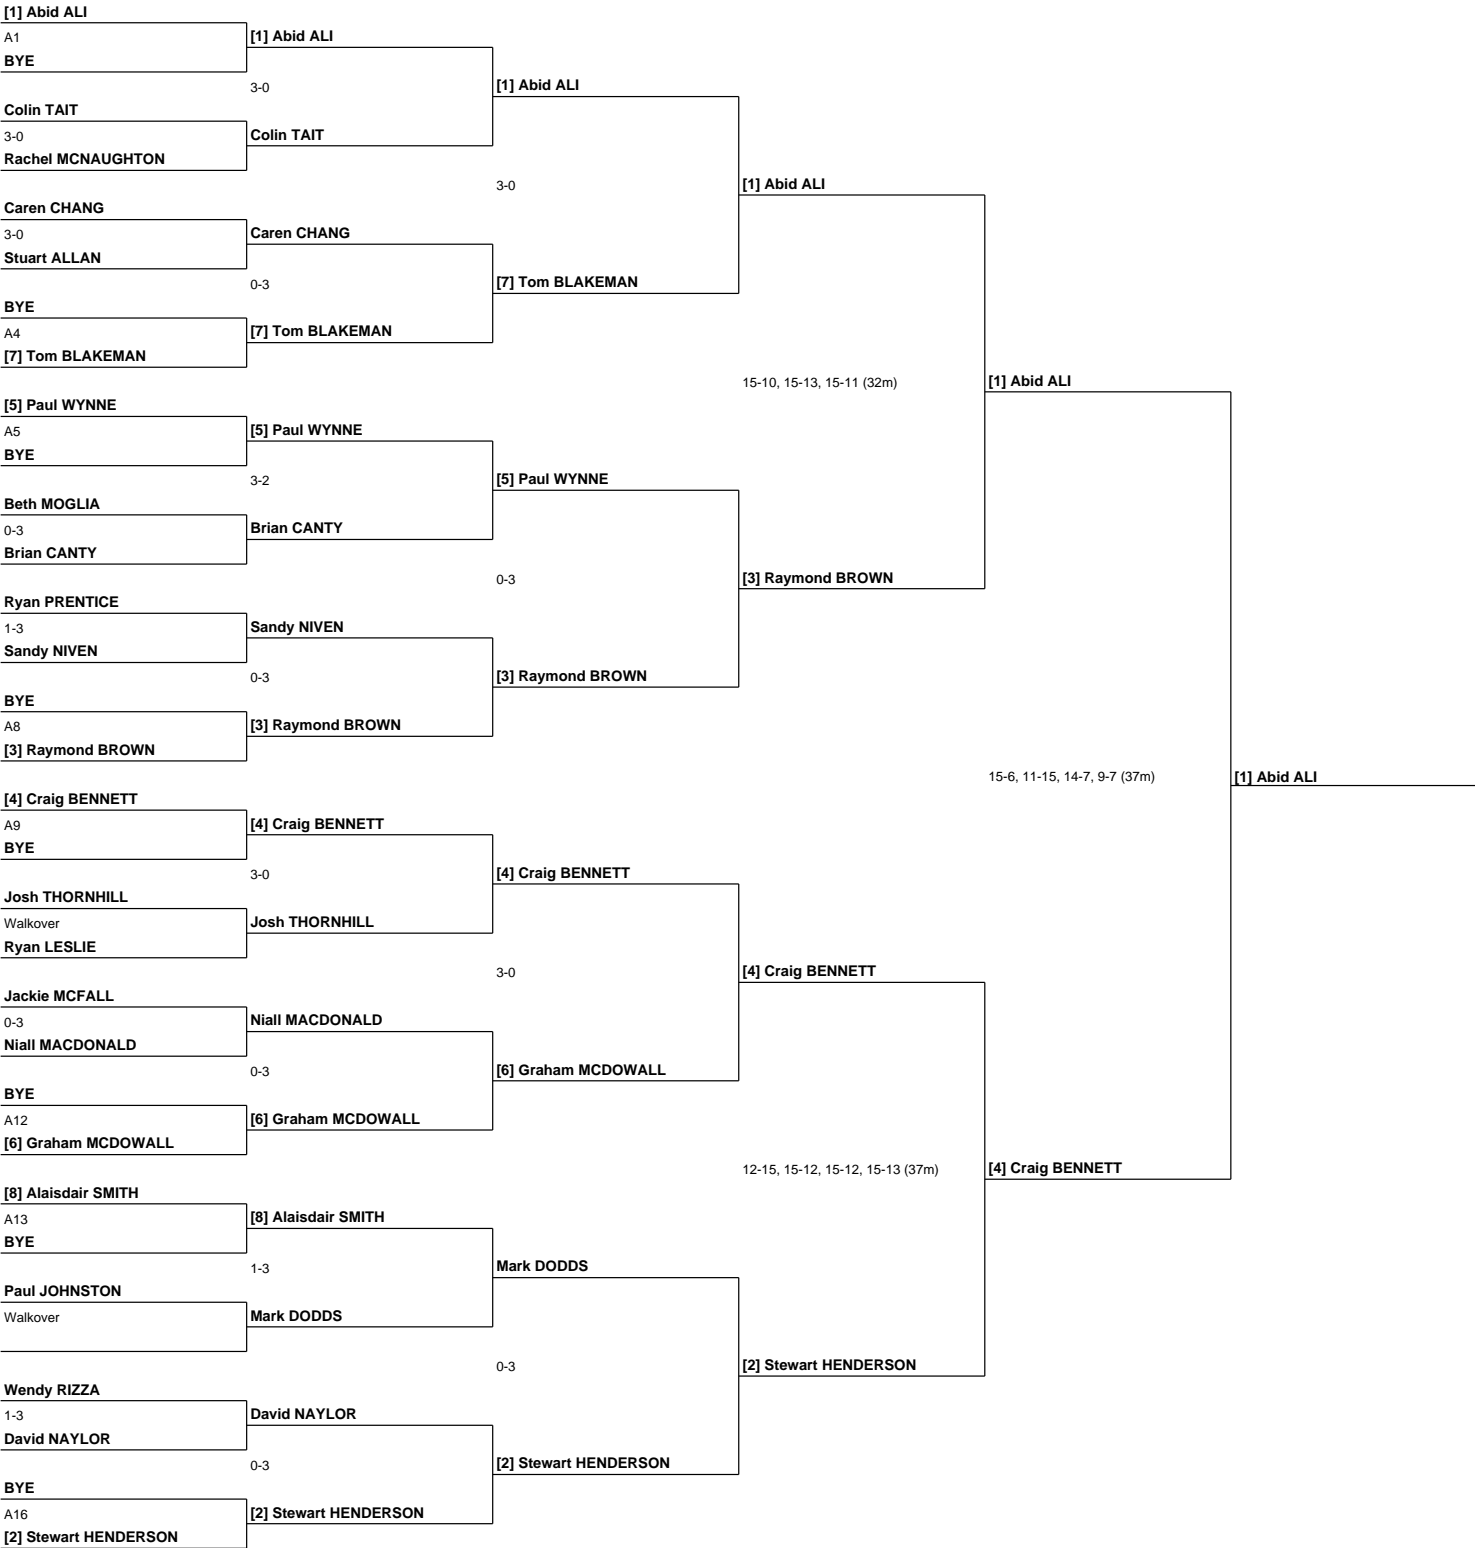 [1] Abid ALI
A1
BYE
Colin TAIT
3-0
Rachel MCNAUGHTON
Caren CHANG
3-0
Stuart ALLAN
BYE
A4
[7] Tom BLAKEMAN
[5] Paul WYNNE
A5
BYE
Beth MOGLIA
0-3
Brian CANTY
Ryan PRENTICE
1-3
Sandy NIVEN
BYE
A8
[3] Raymond BROWN
[4] Craig BENNETT
A9
BYE
Josh THORNHILL
Walkover
Ryan LESLIE
Jackie MCFALL
0-3
Niall MACDONALD
BYE
A12
[6] Graham MCDOWALL
[8] Alaisdair SMITH
A13
BYE
Paul JOHNSTON
Walkover
Wendy RIZZA
1-3
David NAYLOR
BYE
A16
[2] Stewart HENDERSON
[1] Abid ALI
3-0
Colin TAIT
Caren CHANG
0-3
[7] Tom BLAKEMAN
[5] Paul WYNNE
3-2
Brian CANTY
Sandy NIVEN
0-3
[3] Raymond BROWN
[4] Craig BENNETT
3-0
Josh THORNHILL
Niall MACDONALD
0-3
[6] Graham MCDOWALL
[8] Alaisdair SMITH
1-3
Mark DODDS
David NAYLOR
0-3
[2] Stewart HENDERSON
[1] Abid ALI
3-0
[7] Tom BLAKEMAN
[5] Paul WYNNE
0-3
[3] Raymond BROWN
[4] Craig BENNETT
3-0
[6] Graham MCDOWALL
Mark DODDS
0-3
[2] Stewart HENDERSON
[1] Abid ALI
15-10, 15-13, 15-11 (32m)
[3] Raymond BROWN
[4] Craig BENNETT
12-15, 15-12, 15-12, 15-13 (37m)
[2] Stewart HENDERSON
[1] Abid ALI
15-6, 11-15, 14-7, 9-7 (37m)
[4] Craig BENNETT
[1] Abid ALI